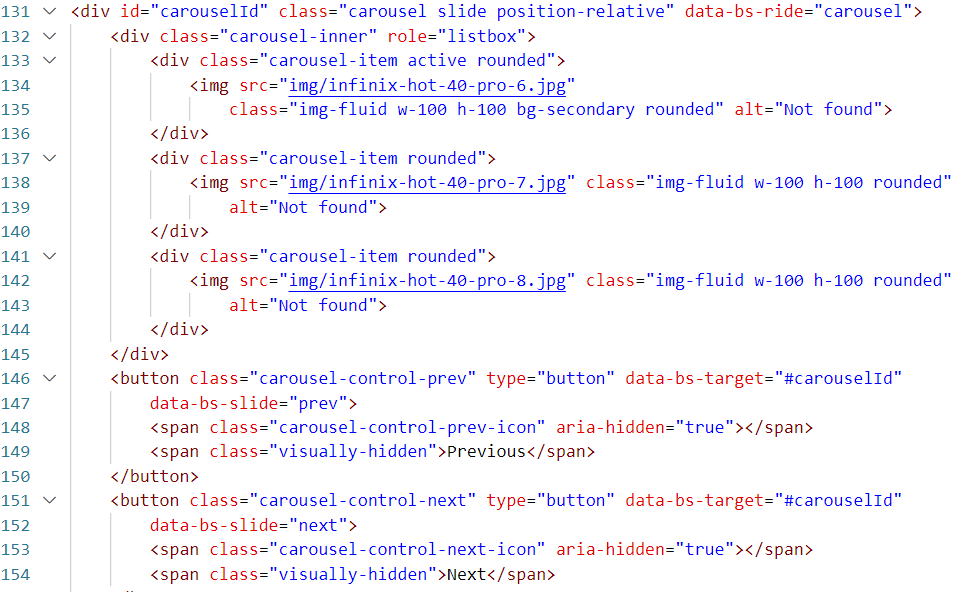 131 <div id="carouselId" class="carousel slide position-relative" data-bs-ride="carousel">
132 <div class="carousel-inner" role="listbox">
133 <div class="carousel-item active rounded">
134 <img src="img/infinix-hot-40-pro-6.jpg"
135 class="img-fluid w-100 h-100 bg-secondary rounded" alt="Not found">
136 </div>
137 <div class="carousel-item rounded">
138 <img src="img/infinix-hot-40-pro-7.jpg" class="img-fluid w-100 h-100 rounded"
139 alt="Not found">
140 </div>
141 <div class="carousel-item rounded">
142 <img src="img/infinix-hot-40-pro-8.jpg" class="img-fluid w-100 h-100 rounded"
143 alt="Not found">
144 </div>
145 </div>
146 <button class="carousel-control-prev" type="button" data-bs-target="#carouselId"
147 data-bs-slide="prev">
148 <span class="carousel-control-prev-icon" aria-hidden="true"></span>
149 <span class="visually-hidden">Previous</span>
150 </button>
151 <button class="carousel-control-next" type="button" data-bs-target="#carouselId"
152 data-bs-slide="next">
153 <span class="carousel-control-next-icon" aria-hidden="true"></span>
154 <span class="visually-hidden">Next</span>